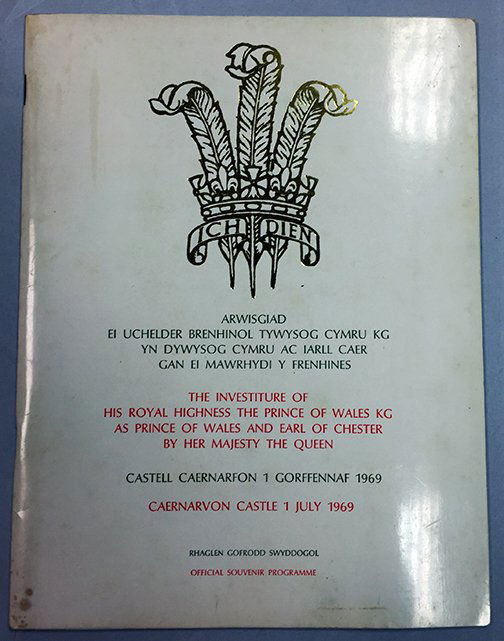 ICH DIEN
ARWISGIAD
EI UCHELDER BRENHINOL TYWYSOG CYMRU KG
YN DYWYSOG CYMRU AC IARLL CAER
GAN EI MAWRHYDI Y FRENHINES
THE INVESTITURE OF
HIS ROYAL HIGHNESS THE PRINCE OF WALES KG
AS PRINCE OF WALES AND EARL OF CHESTER
BY HER MAJESTY THE QUEEN
CASTELL CAERNARFON 1 GORFFENNAF 1969
CAERNARVON CASTLE 1 JULY 1969
RHAGLEN GOFRODD SWYDDOGOL
OFFICIAL SOUVENIR PROGRAMME